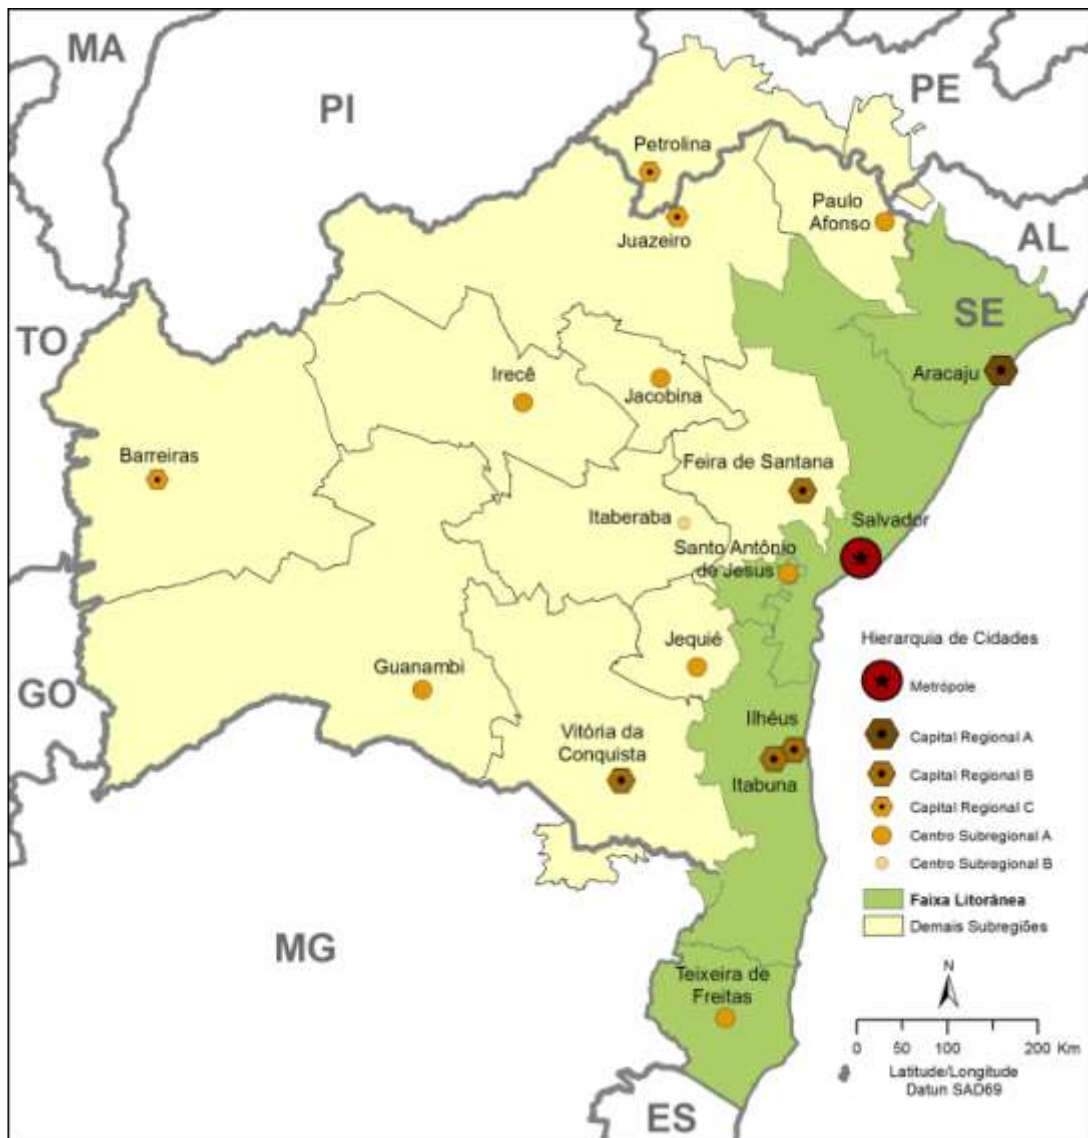 MA
PI
PE
Petrolina
Paulo
Afonso
Juazeiro
AL
TO
SE
Irecê
Jacobina
Aracaju
Barreiras
Feira de Santana
Itaberaba
Salvador
Santo Antônio
de Jesus
Jequié
Guanambi
GO
Ilhéus
Vitória da
Conquista
Itabuna
MG
Teixeira de
Freitas
ES
Hierarquia de Cidades
Metrópole
Capital Regional A
Capital Regional B
Capital Regional C
Centro Subregional A
Centro Subregional B
Faixa Litorânea
Demais Subregiões
N
0 50 100 200 Km
Latitude/Longitude
Datun SAD69